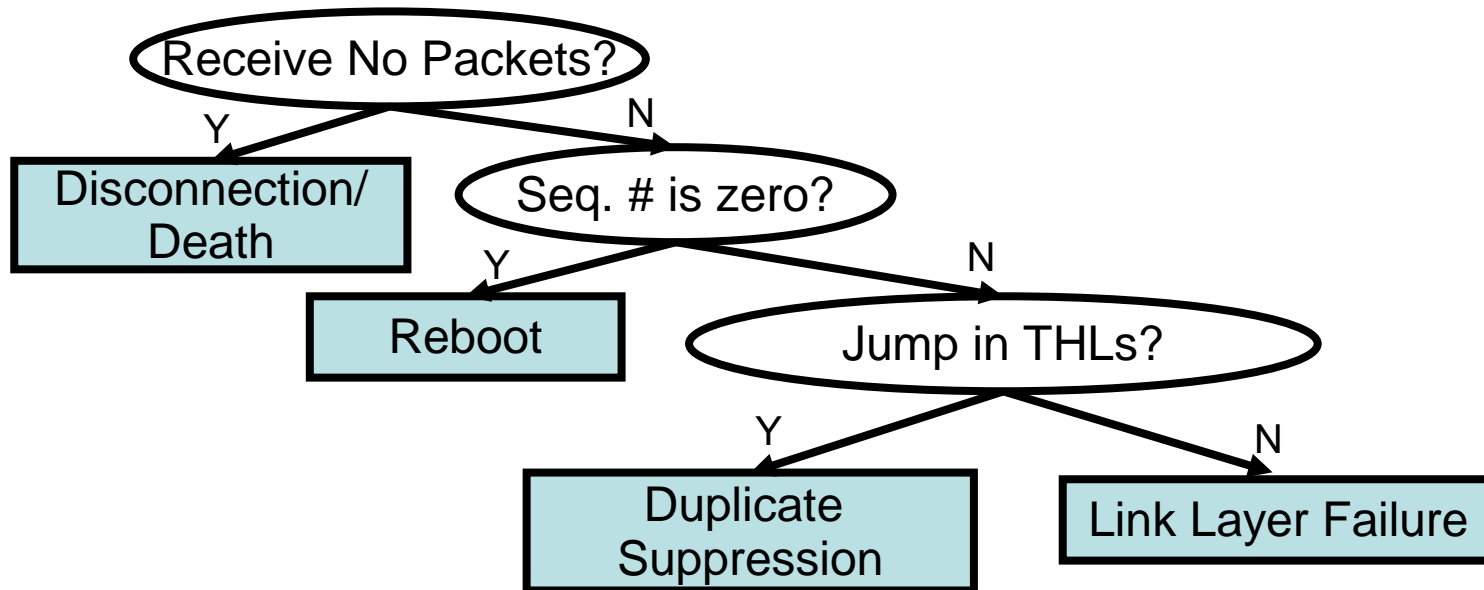 Receive No Packets?
Y
N
Disconnection/
Death
Seq. # is zero?
Y
N
Reboot
Jump in THLs?
Y
N
Duplicate
Suppression
Link Layer Failure